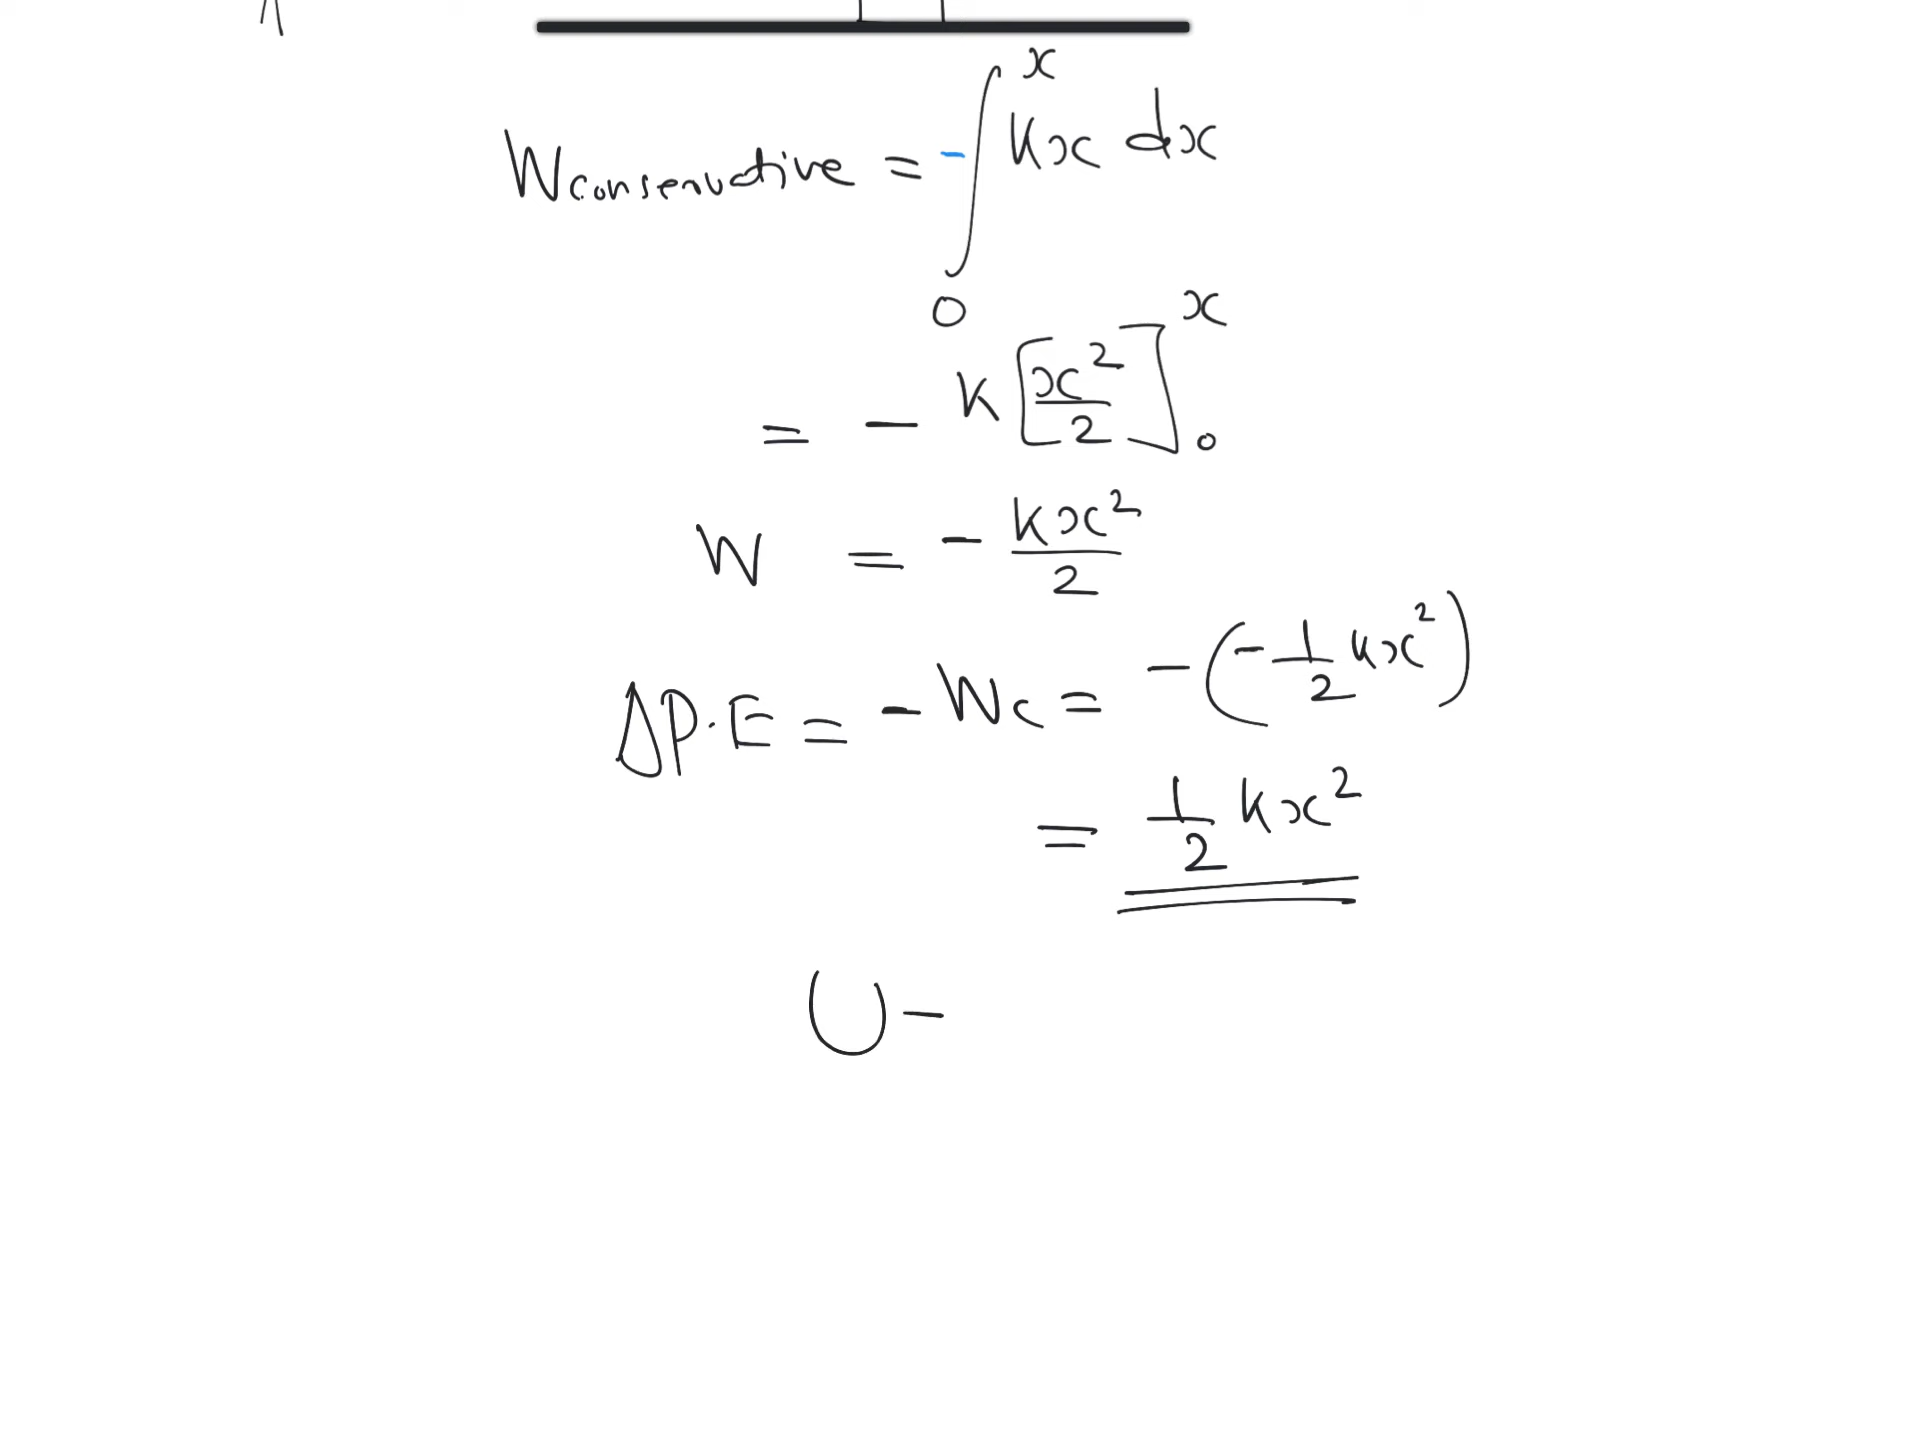 Wconservative = - ∫₀ˣ kx dx
= - k [x²/2]₀ˣ
W = - kx²/2
ΔP.E = - Wc = - (- 1/2 kx²)
= 1/2 kx²
U -